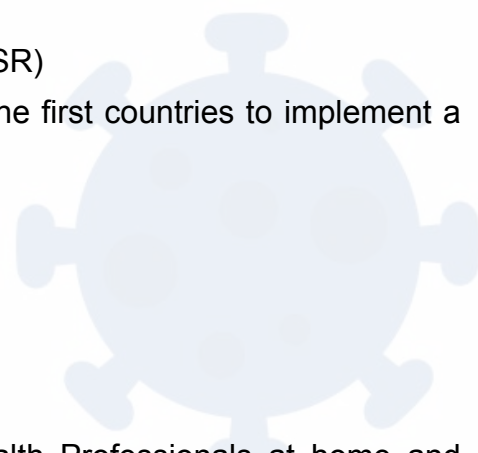 SR)
he first countries to implement a
alth Professionals at home and